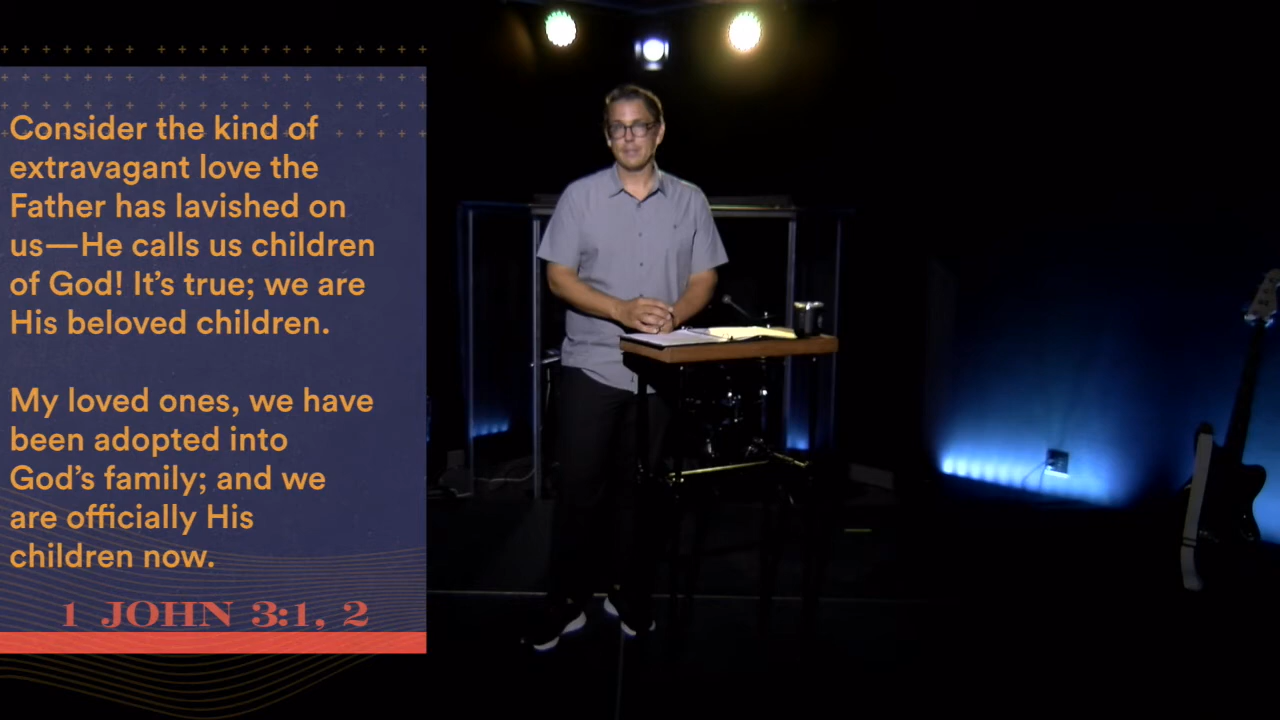 Consider the kind of
extravagant love the
Father has lavished on
us—He calls us children
of God! It’s true; we are
His beloved children.
My loved ones, we have
been adopted into
God’s family; and we
are officially His
children now.
1 JOHN 3:1, 2